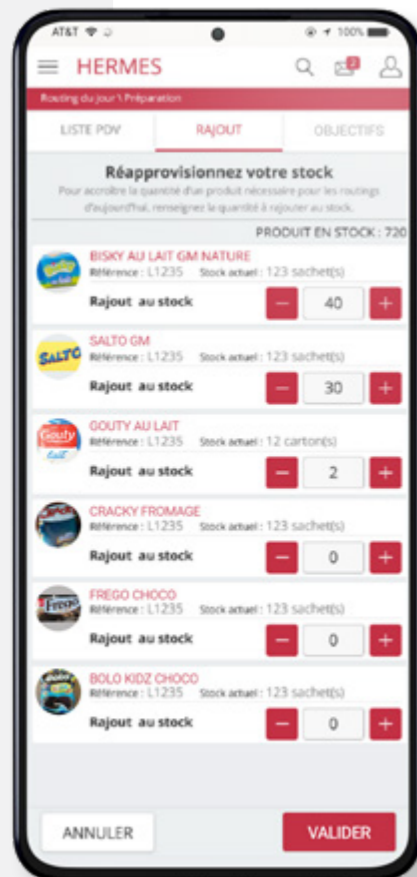 AT&T
100%
HERMES
2
Routing du jour \ Préparation
LISTE PDV RAJOUT OBJECTIFS
Réapprovisionnez votre stock
Pour accroître la quantité d'un produit nécessaire pour les routings
d'aujourd'hui, renseignez la quantité à rajouter au stock.
PRODUIT EN STOCK : 720
BISKY AU LAIT GM NATURE
Référence : L1235 Stock actuel : 123 sachet(s)
Rajout au stock − 40 +
SALTO
SALTO GM
Référence : L1235 Stock actuel : 123 sachet(s)
Rajout au stock − 30 +
Gouty
lait
GOUTY AU LAIT
Référence : L1235 Stock actuel : 12 carton(s)
Rajout au stock − 2 +
CRACKY FROMAGE
Référence : L1235 Stock actuel : 123 sachet(s)
Rajout au stock − 0 +
Frego
FREGO CHOCO
Référence : L1235 Stock actuel : 123 sachet(s)
Rajout au stock − 0 +
BOLO KIDZ CHOCO
Référence : L1235 Stock actuel : 123 sachet(s)
Rajout au stock − 0 +
ANNULER VALIDER